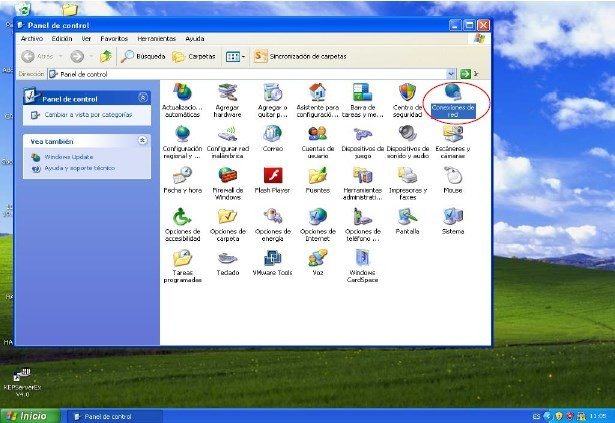 Panel de control
Archivo Edición Ver Favoritos Herramientas Ayuda
Atrás Búsqueda Carpetas Sincronización de carpetas
Dirección Panel de control Ir
Panel de control
Cambiar a vista por categorías
Vea también
Windows Update
Ayuda y soporte técnico
Actualizacio... automáticas
Agregar hardware
Agregar o quitar p...
Asistente para configuració...
Barra de tareas y me...
Centro de seguridad
Conexiones de red
Configuración regional y ...
Configurar red inalámbrica
Correo
Cuentas de usuario
Dispositivos de juego
Dispositivos de sonido y audio
Escáneres y cámaras
Fecha y hora
Firewall de Windows
Flash Player
Fuentes
Herramientas administrati...
Impresoras y faxes
Mouse
Opciones de accesibilidad
Opciones de carpeta
Opciones de energía
Opciones de Internet
Opciones de teléfono ...
Pantalla
Sistema
Tareas programadas
Teclado
VMware Tools
Voz
Windows CardSpace
KEPServerEx V4.0
Inicio
Panel de control
ES
11:05